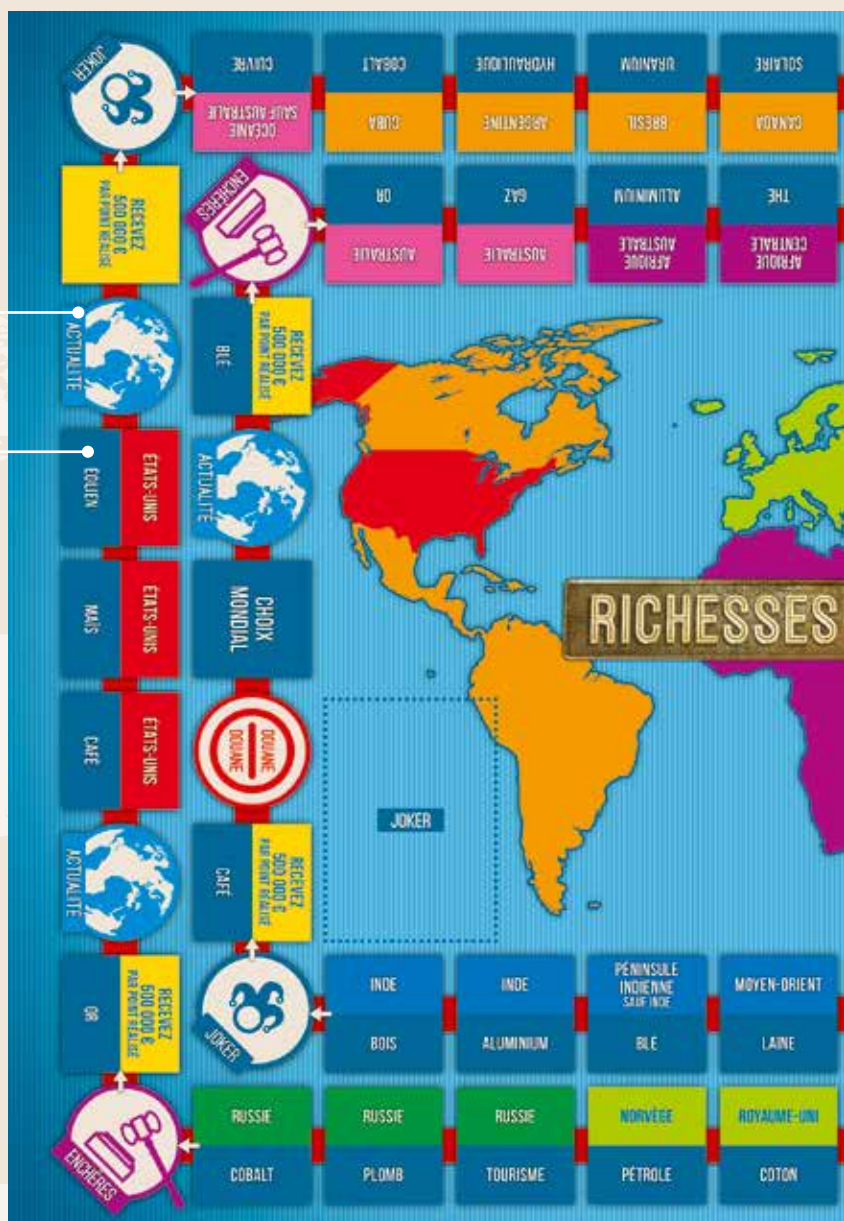 JOKER
CUIVRE
OCÉANIE
SAUF AUSTRALIE
COBALT
CUBA
HYDRAULIQUE
ARGENTINE
URANIUM
BRÉSIL
SOLAIRE
CANADA
RECEVEZ
500 000 €
PAR POINT RÉALISÉ
ENCHÈRES
OR
AUSTRALIE
GAZ
AUSTRALIE
ALUMINIUM
AFRIQUE
AUSTRALE
THÉ
AFRIQUE
CENTRALE
ACTUALITÉ
BLÉ
RECEVEZ
500 000 €
PAR POINT RÉALISÉ
ÉOLIEN
ÉTATS-UNIS
ACTUALITÉ
MAÏS
ÉTATS-UNIS
CHOIX
MONDIAL
RICHESSES
CAFÉ
ÉTATS-UNIS
DOUANE
DOUANE
JOKER
ACTUALITÉ
CAFÉ
RECEVEZ
500 000 €
PAR POINT RÉALISÉ
OR
RECEVEZ
500 000 €
PAR POINT RÉALISÉ
JOKER
INDE
BOIS
INDE
ALUMINIUM
PÉNINSULE
INDIENNE
SAUF INDE
BLÉ
MOYEN-ORIENT
LAINE
ENCHÈRES
RUSSIE
COBALT
RUSSIE
PLOMB
RUSSIE
TOURISME
NORVÈGE
PÉTROLE
ROYAUME-UNI
COTON